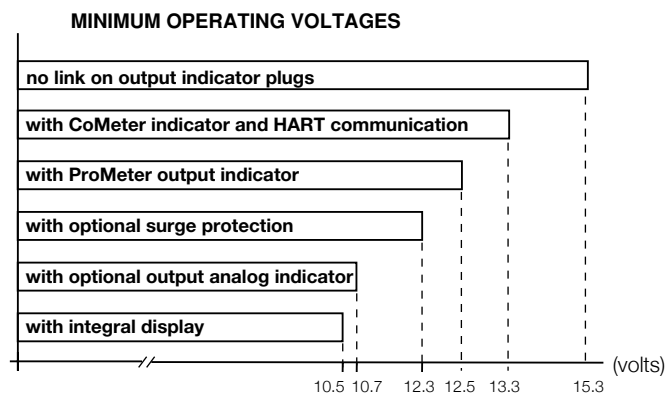 MINIMUM OPERATING VOLTAGES
no link on output indicator plugs
with CoMeter indicator and HART communication
with ProMeter output indicator
with optional surge protection
with optional output analog indicator
with integral display
(volts)
10.5 10.7 12.3 12.5 13.3 15.3